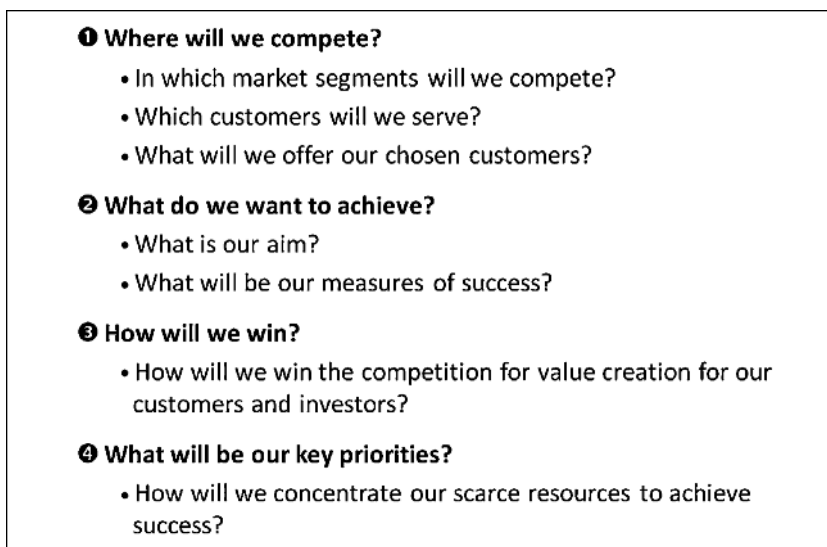 ❶ Where will we compete?
• In which market segments will we compete?
• Which customers will we serve?
• What will we offer our chosen customers?
❷ What do we want to achieve?
• What is our aim?
• What will be our measures of success?
❸ How will we win?
• How will we win the competition for value creation for our
customers and investors?
❹ What will be our key priorities?
• How will we concentrate our scarce resources to achieve
success?